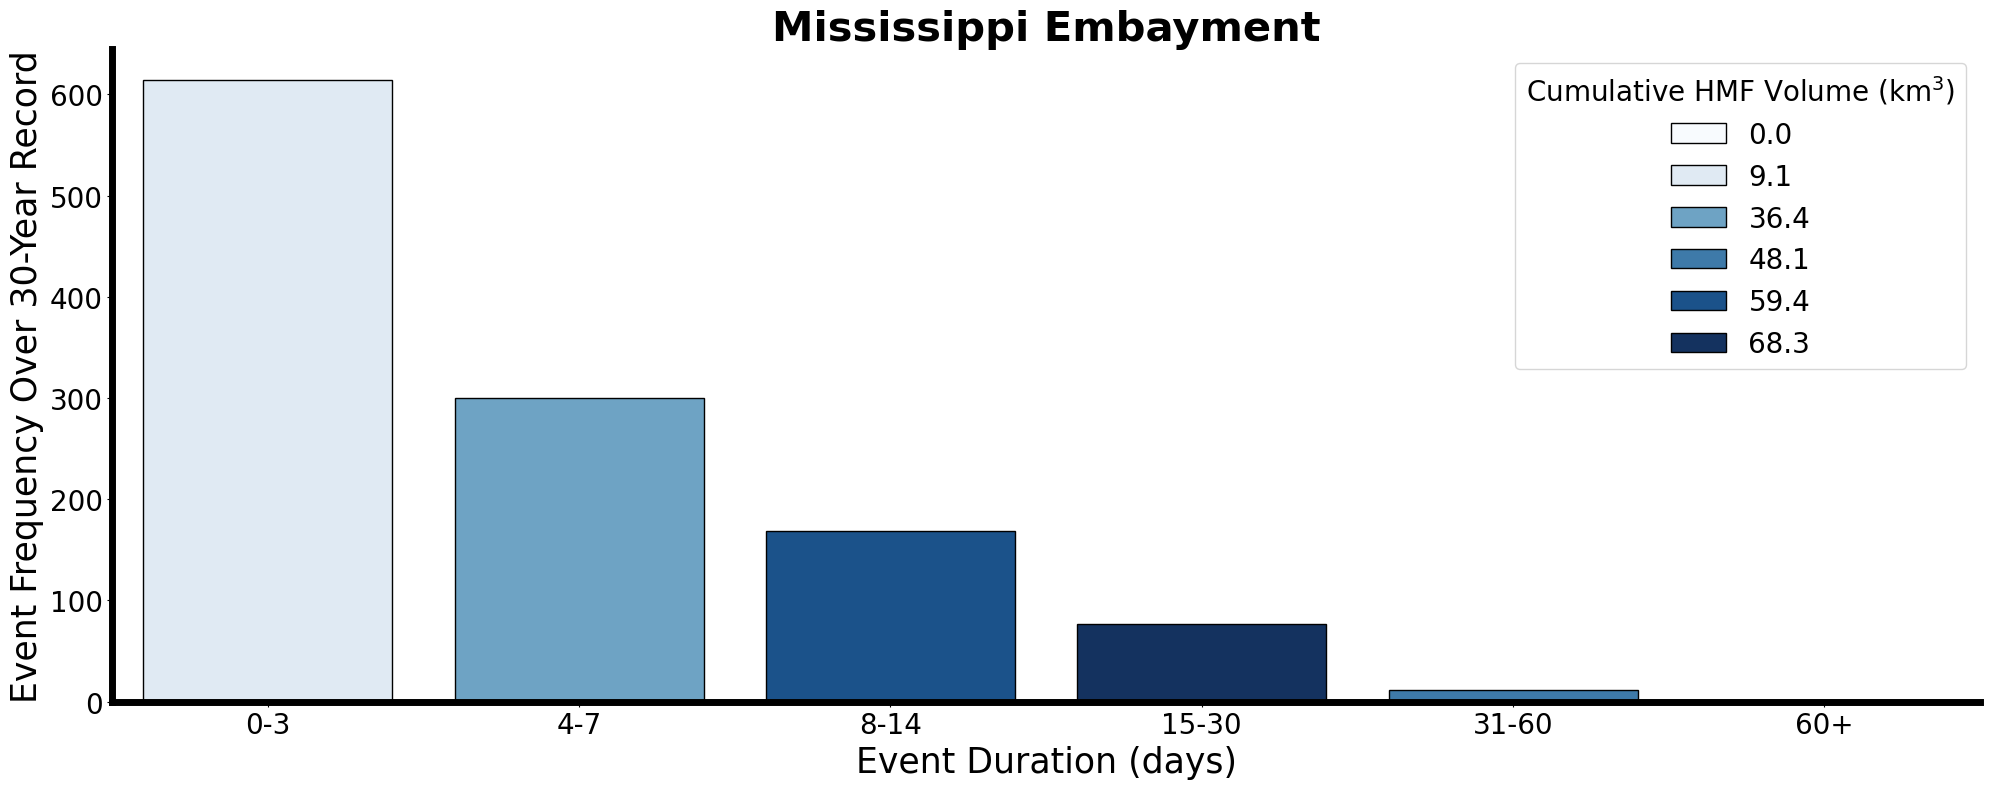 Mississippi Embayment
Event Frequency Over 30-Year Record
600
500
400
300
200
100
0
Cumulative HMF Volume (km³)
0.0
9.1
36.4
48.1
59.4
68.3
0-3 4-7 8-14 15-30 31-60 60+
Event Duration (days)